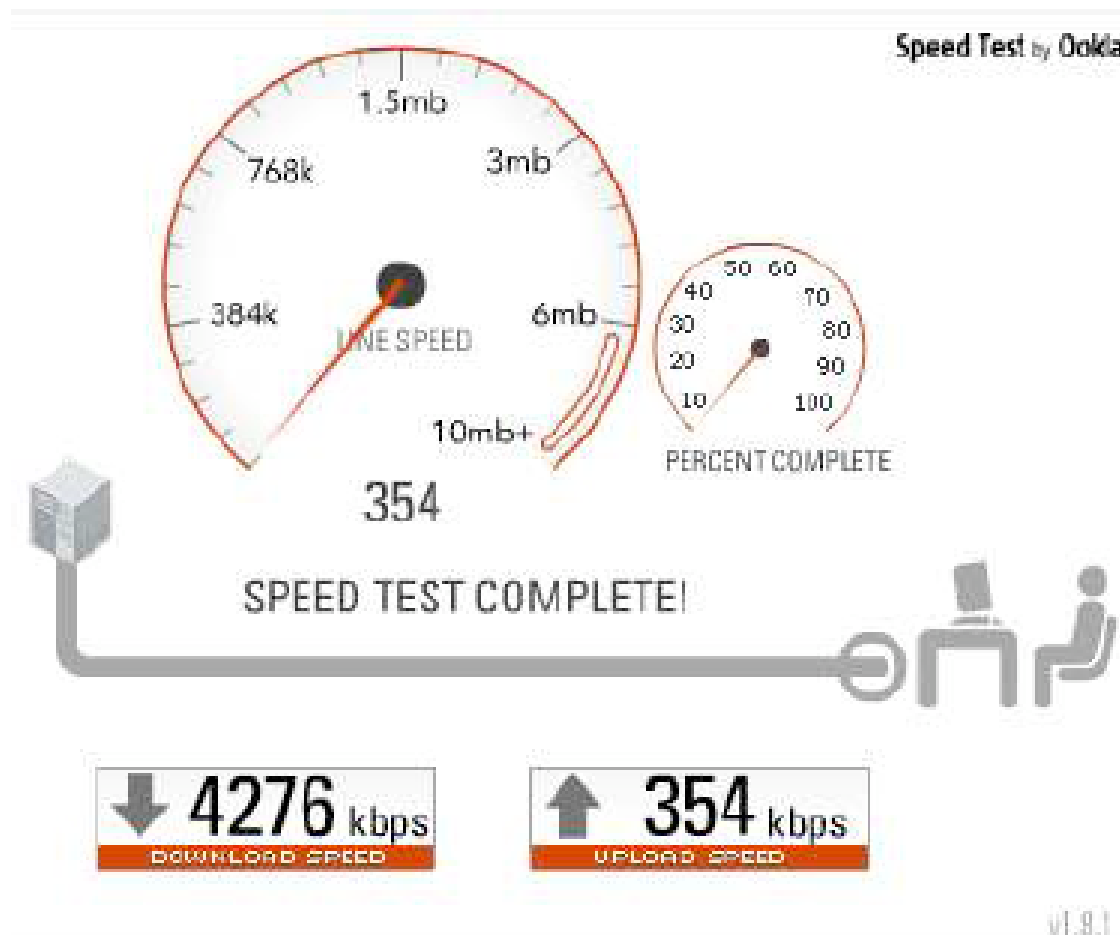 Speed Test by Ookla
1.5mb
768k
3mb
384k
6mb
LINE SPEED
10mb+
50 60
40
70
30
80
20
90
10
100
PERCENT COMPLETE
354
SPEED TEST COMPLETE!
4276 kbps
DOWNLOAD SPEED
354 kbps
UPLOAD SPEED